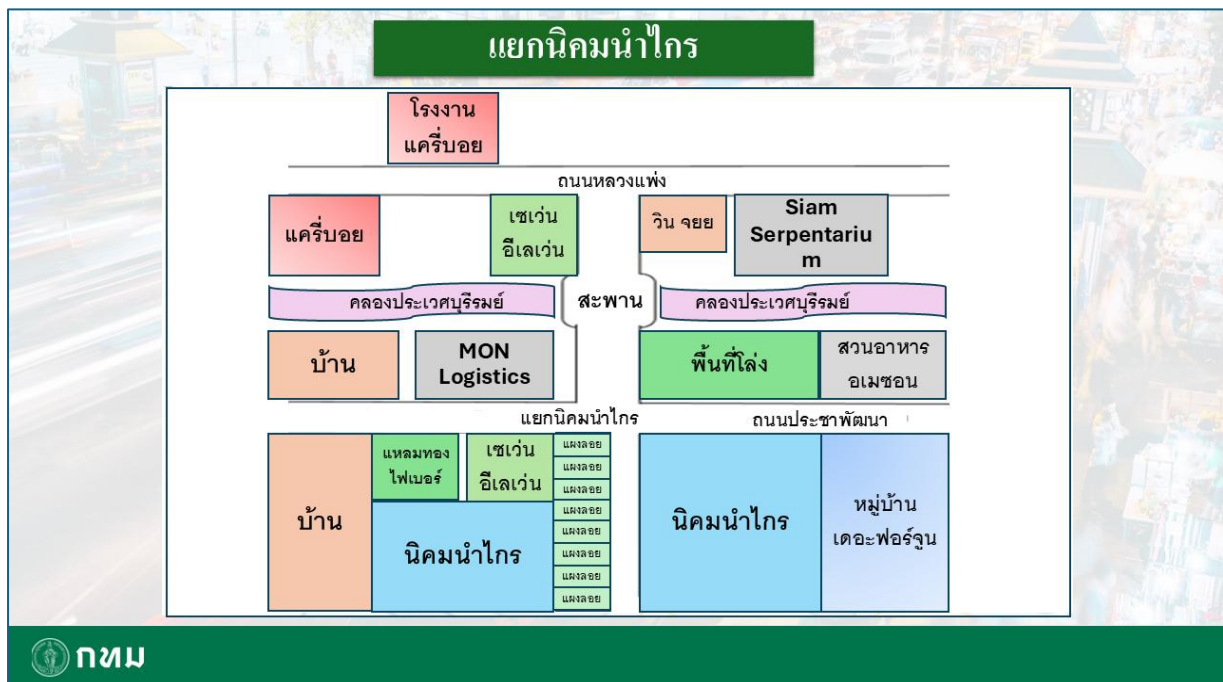 แยกนิคมนำไกร
โรงงาน
แครี่บอย
ถนนหลวงแพ่ง
แครี่บอย
เซเว่น
อีเลเว่น
วิน จยย
Siam
Serpentariu
m
คลองประเวศบุรีรมย์
สะพาน
คลองประเวศบุรีรมย์
บ้าน
MON
Logistics
พื้นที่โล่ง
สวนอาหาร
อเมซอน
แยกนิคมนำไกร
ถนนประชาพัฒนา
บ้าน
แหลมทอง
ไฟเบอร์
เซเว่น
อีเลเว่น
แผงลอย
แผงลอย
แผงลอย
แผงลอย
แผงลอย
แผงลอย
แผงลอย
แผงลอย
นิคมนำไกร
นิคมนำไกร
หมู่บ้าน
เดอะฟอร์จูน
กทม